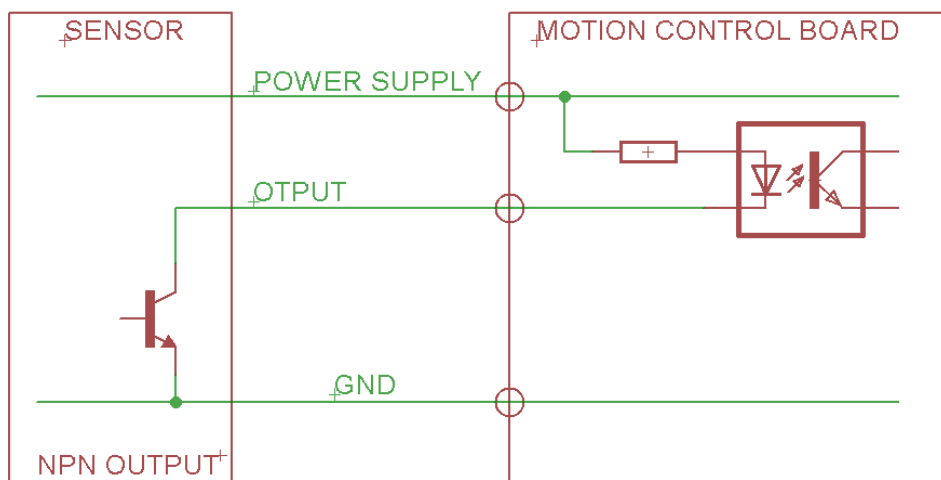 SENSOR
MOTION CONTROL BOARD
POWER SUPPLY
OTPUT
GND
NPN OUTPUT